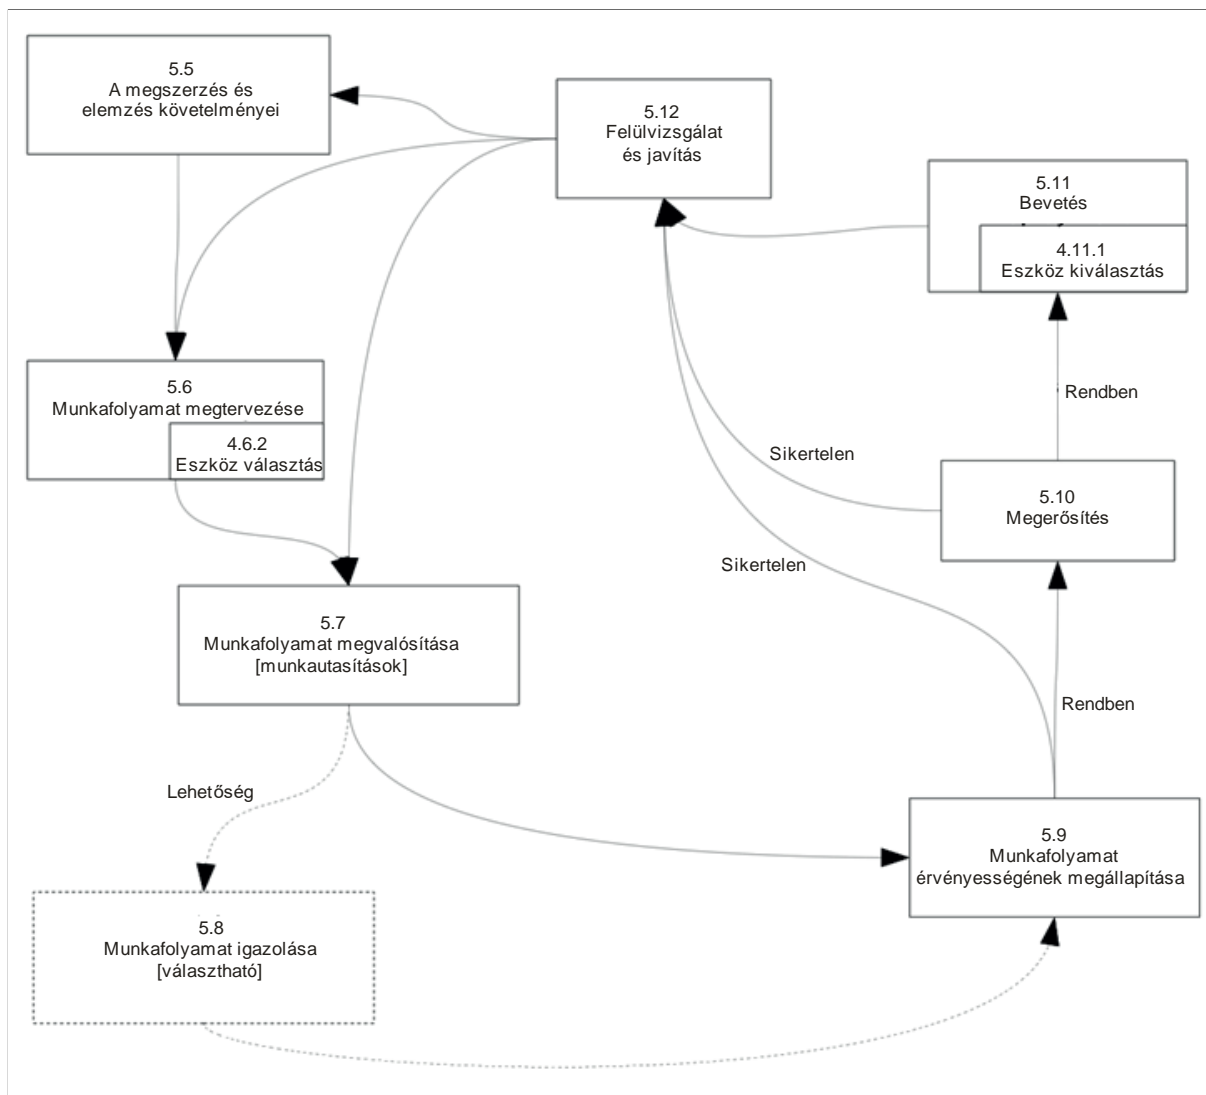 5.5
A megszerzés és
elemzés követelményei
5.12
Felülvizsgálat
és javítás
5.11
Bevetés
4.11.1
Eszköz kiválasztás
5.6
Munkafolyamat megtervezése
4.6.2
Eszköz választás
Rendben
Sikertelen
5.10
Megerősítés
Sikertelen
5.7
Munkafolyamat megvalósítása
[munkautasítások]
Rendben
Lehetőség
5.9
Munkafolyamat
érvényességének megállapítása
5.8
Munkafolyamat igazolása
[választható]